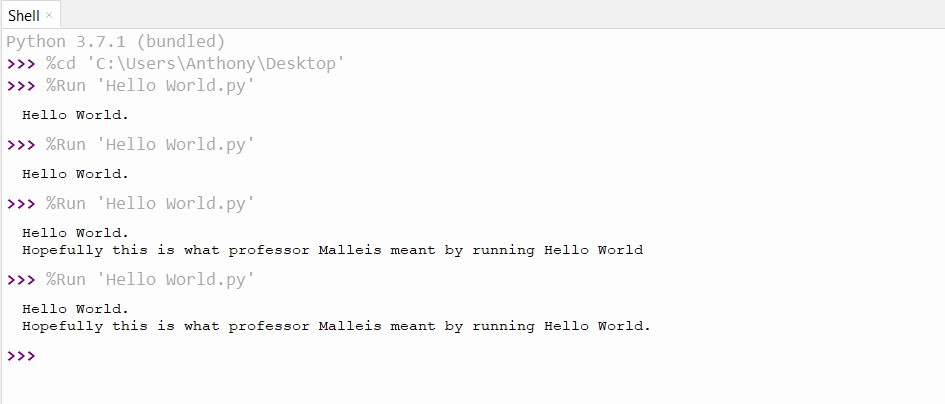 Shell ×
Python 3.7.1 (bundled)
>>> %cd 'C:\Users\Anthony\Desktop'
>>> %Run 'Hello World.py'
Hello World.
>>> %Run 'Hello World.py'
Hello World.
>>> %Run 'Hello World.py'
Hello World.
Hopefully this is what professor Malleis meant by running Hello World
>>> %Run 'Hello World.py'
Hello World.
Hopefully this is what professor Malleis meant by running Hello World.
>>>